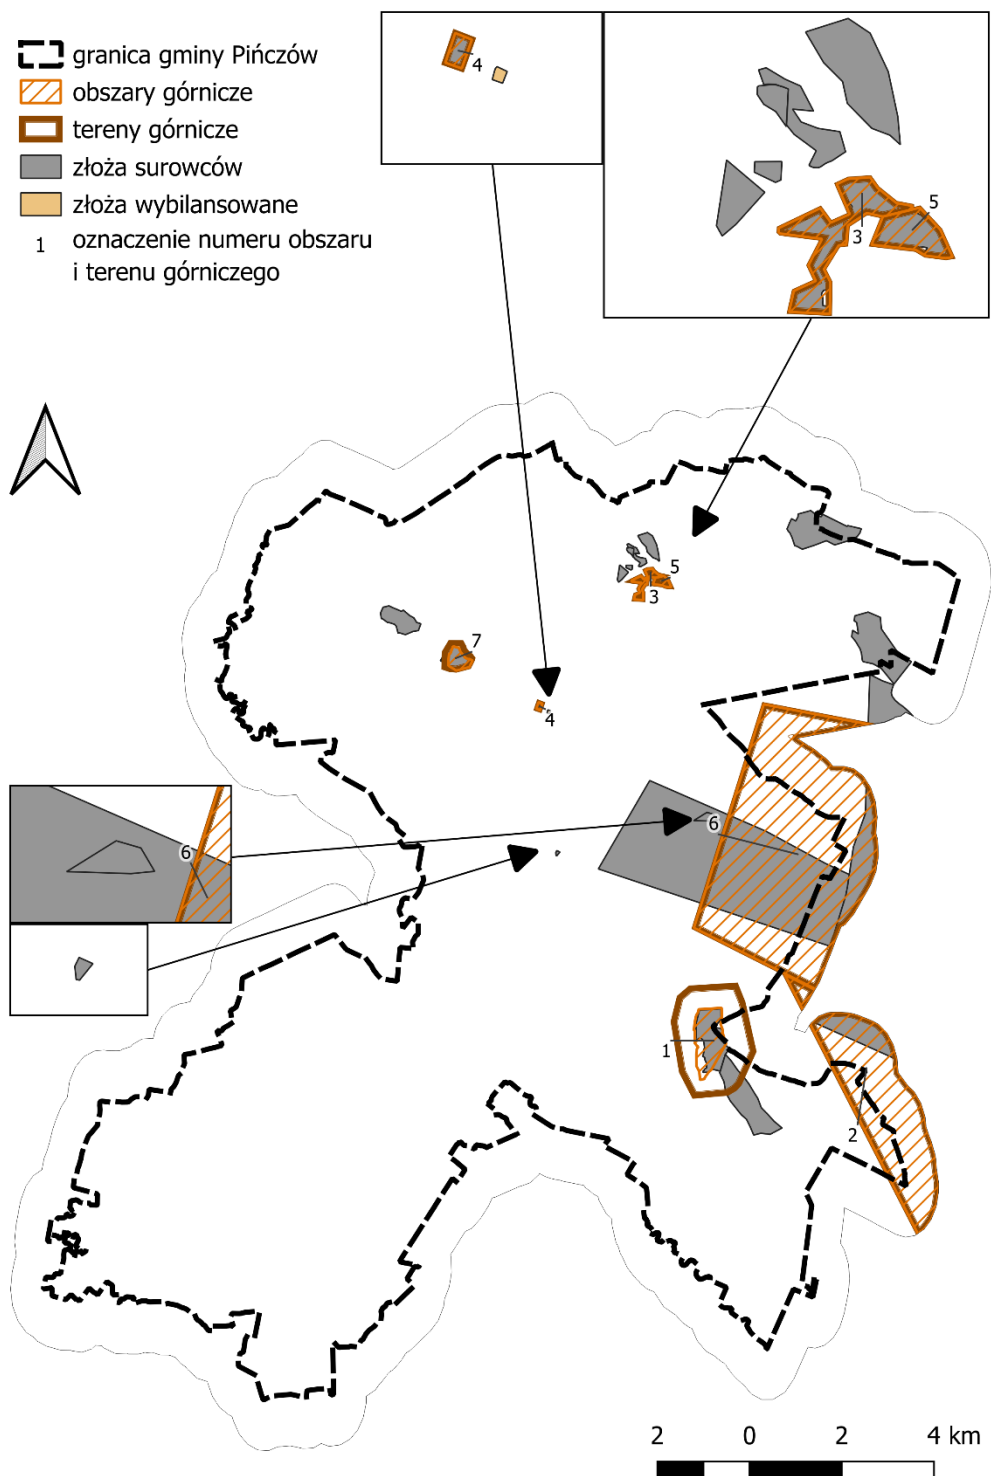 granica gminy Pińczów
obszary górnicze
tereny górnicze
złoża surowców
złoża wybilansowane
1 oznaczenie numeru obszaru
i terenu górniczego
4
5
3
1
5
3
7
4
6
6
1
2
2 0 2 4 km